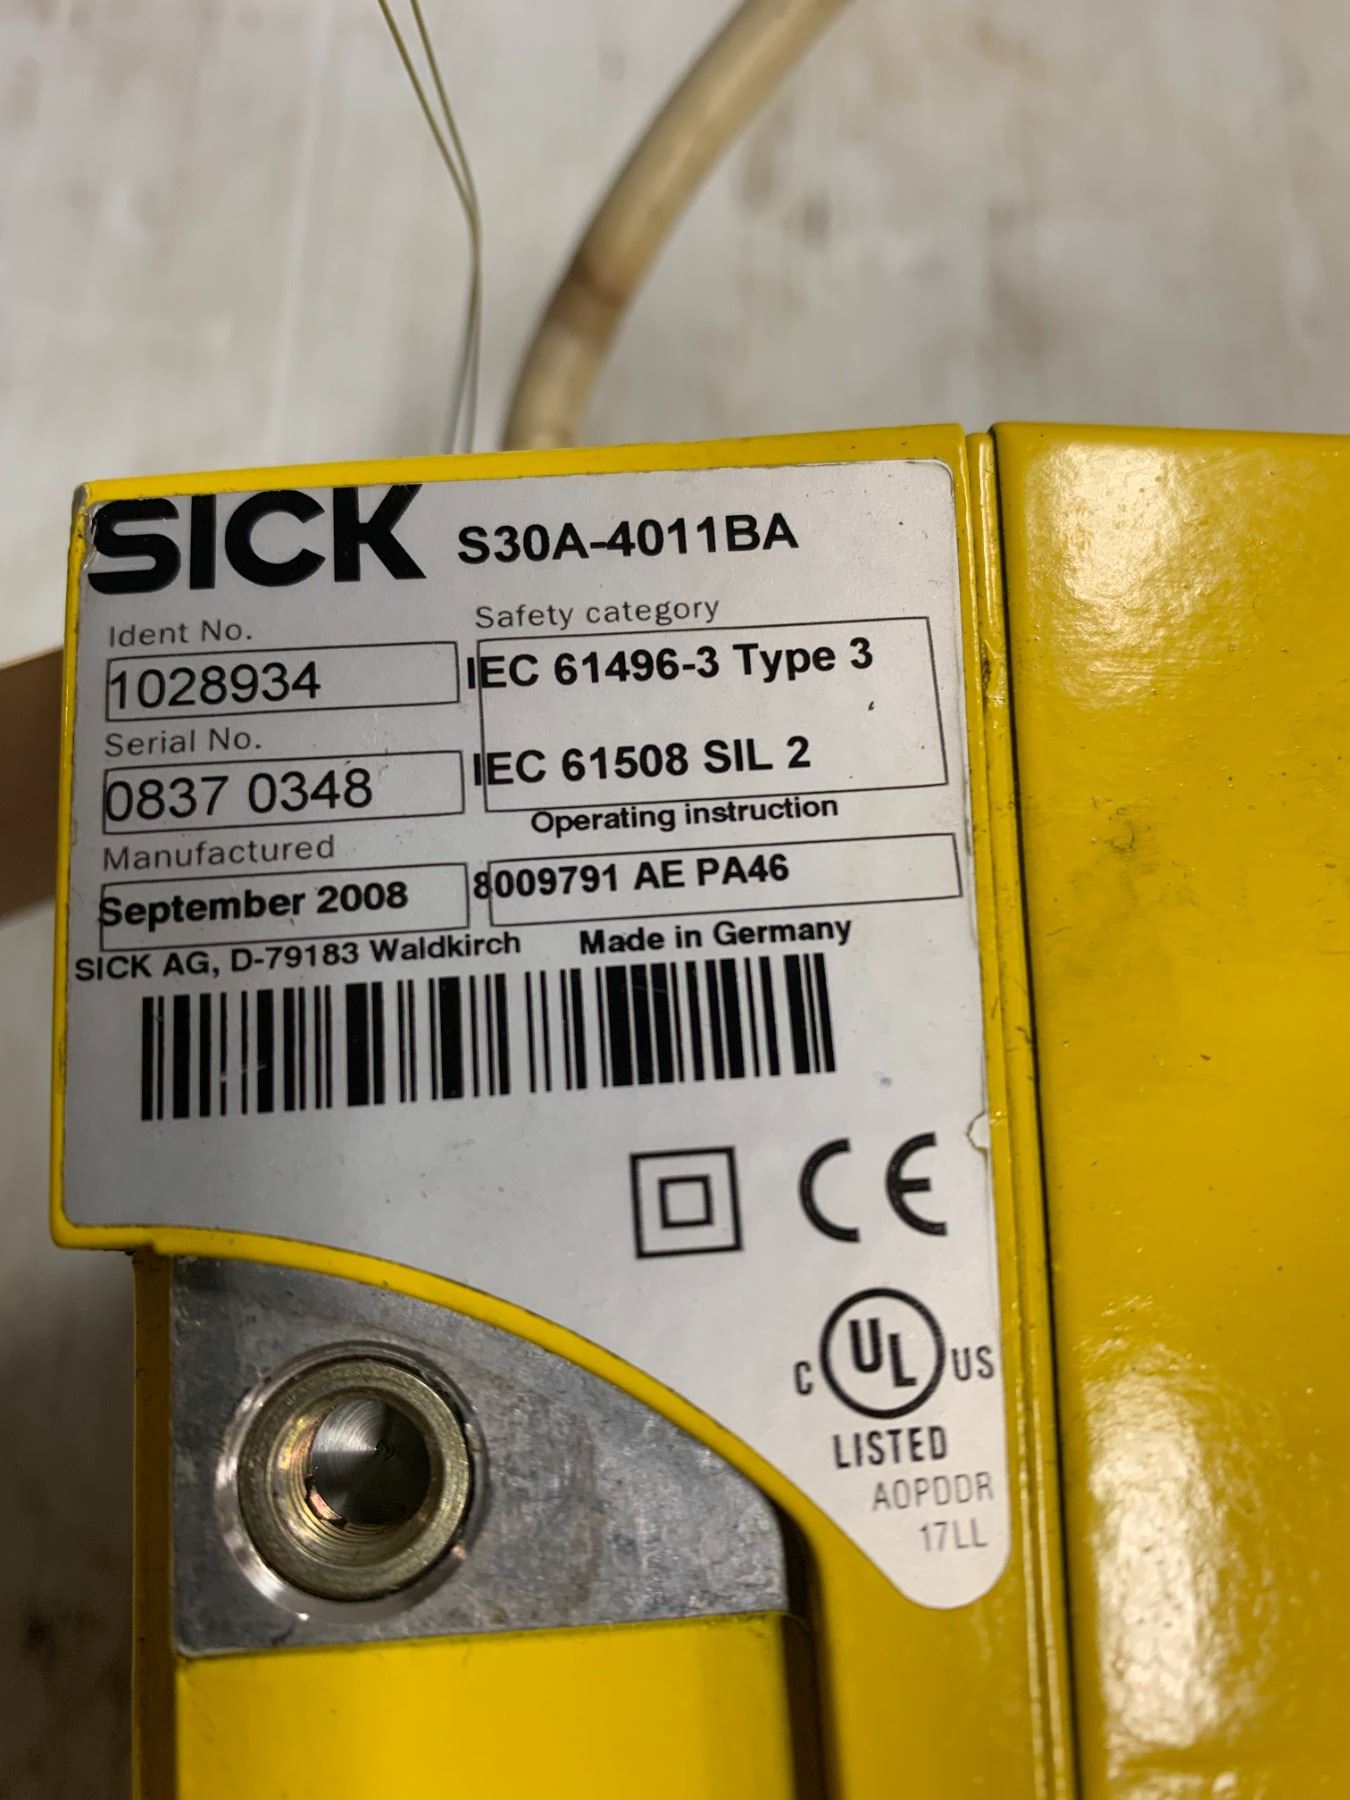 SICK S30A-4011BA
Ident No.
1028934
Safety category
IEC 61496-3 Type 3
IEC 61508 SIL 2
Serial No.
0837 0348
Operating instruction
8009791 AE PA46
Manufactured
September 2008
SICK AG, D-79183 Waldkirch Made in Germany
CE
C UL US
LISTED
AOPDDR
17LL